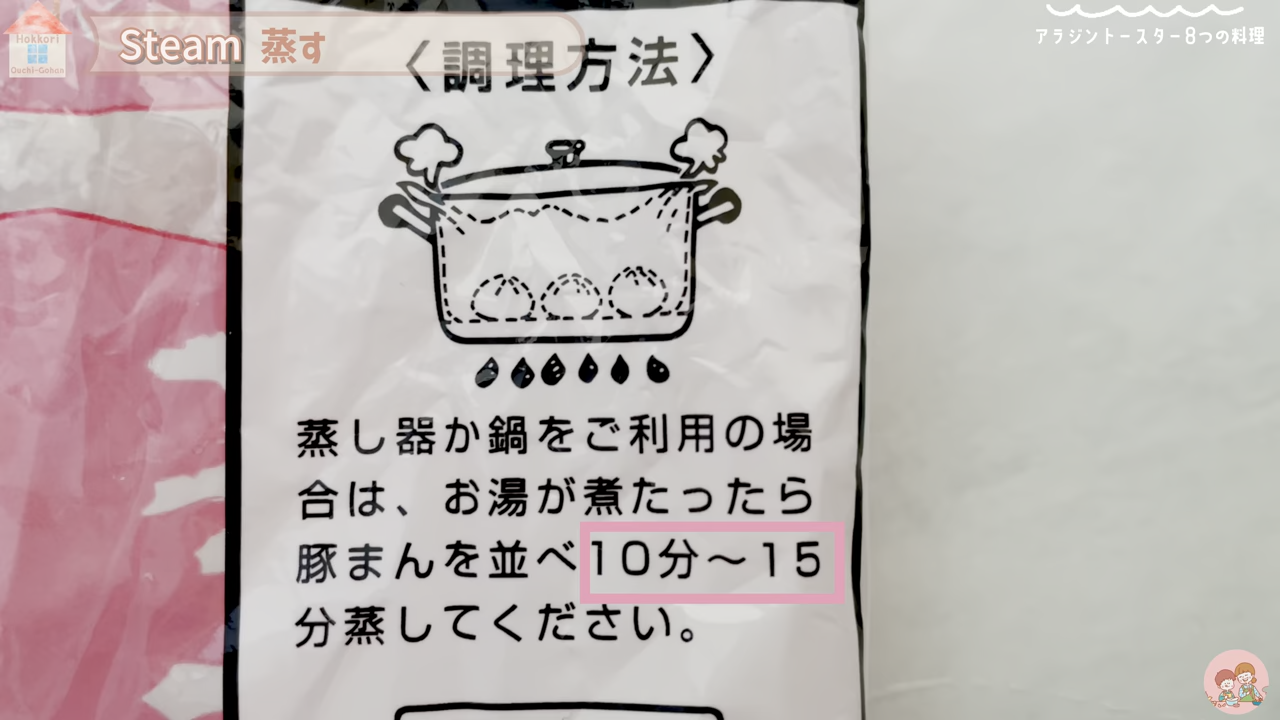 Hokkori
Ouchi-Gohan
Steam 蒸す
アラジントースター8つの料理
〈調理方法〉
蒸し器か鍋をご利用の場
合は、お湯が煮たったら
豚まんを並べ10分～15
分蒸してください。